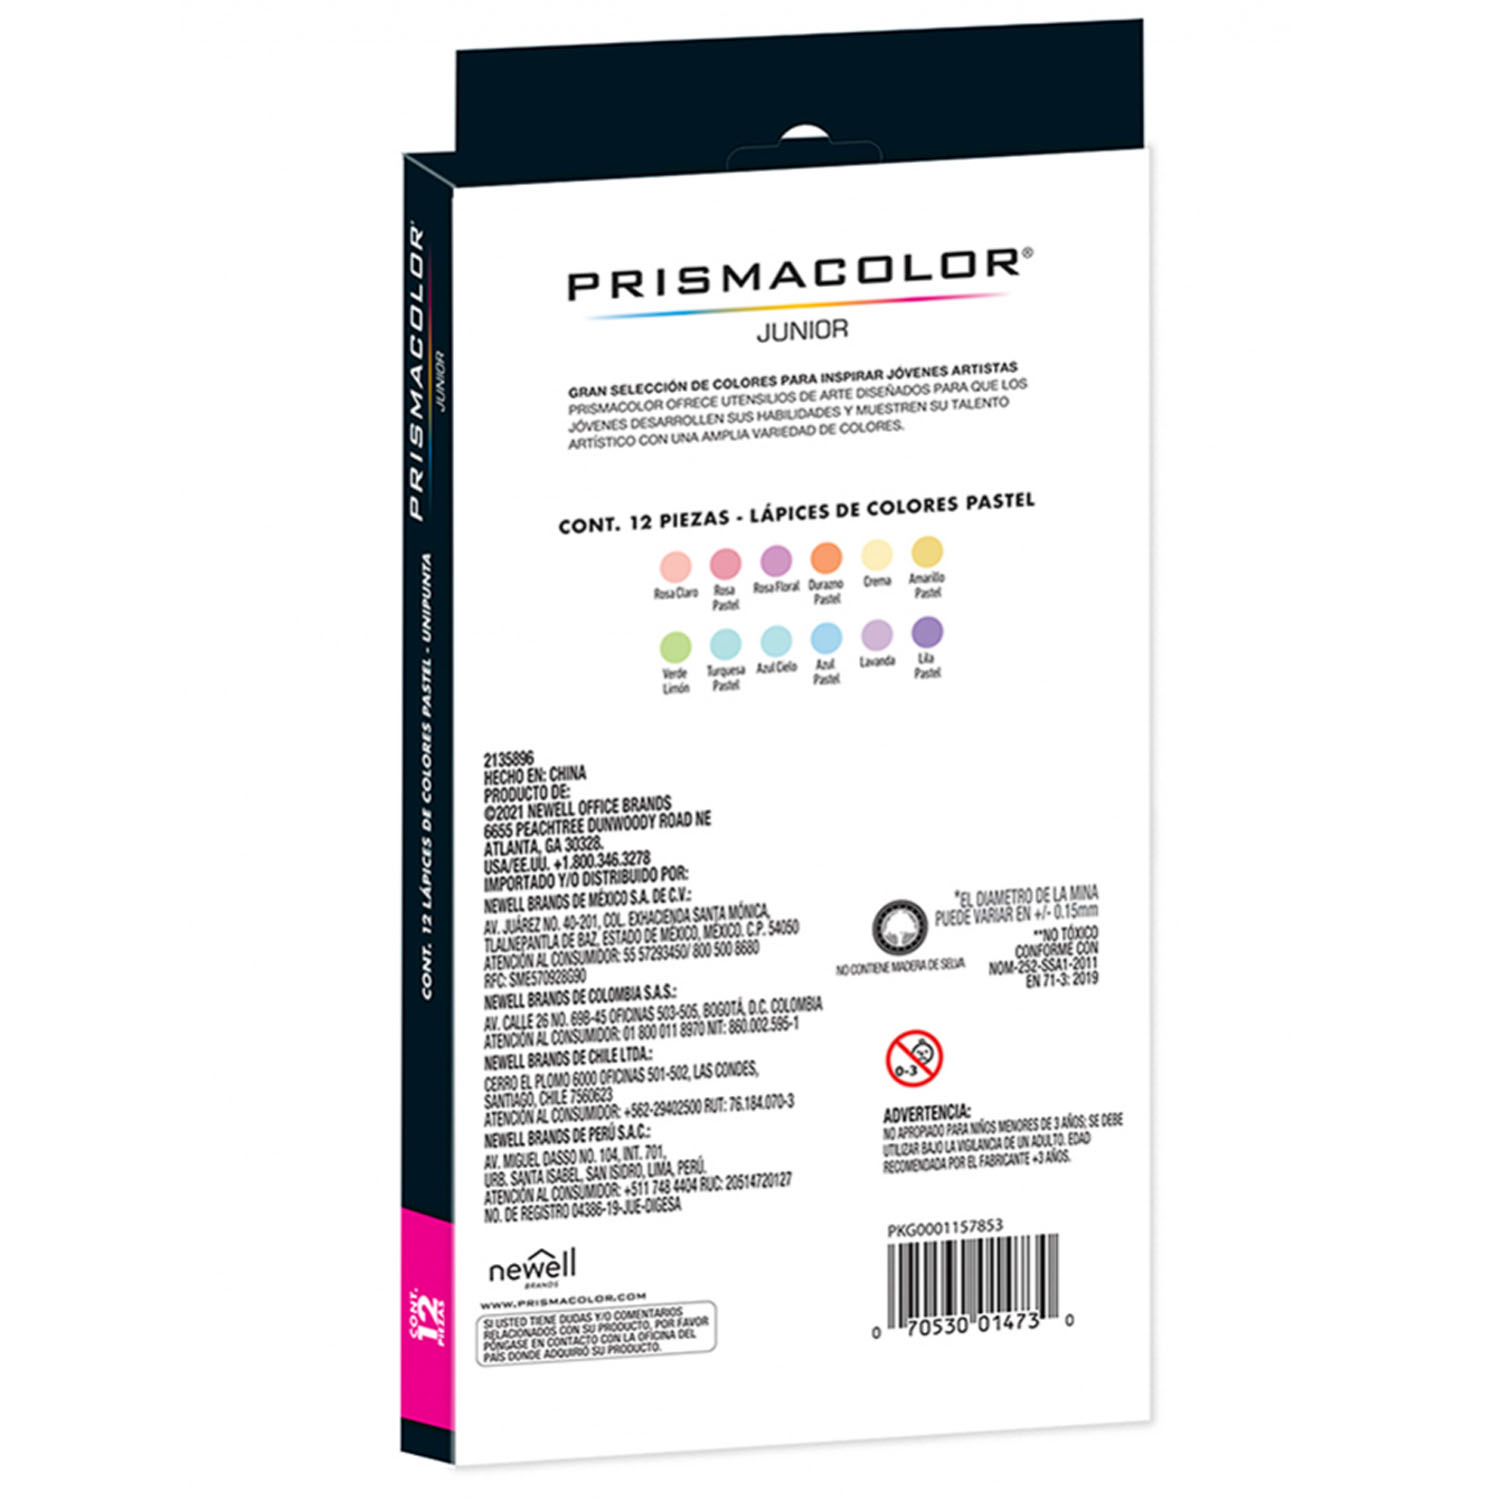 PRISMACOLOR®
JUNIOR
CONT. 12 LÁPICES DE COLORES PASTEL - UNIPUNTA
CONT.
12
PIEZAS
PRISMACOLOR®
JUNIOR
GRAN SELECCIÓN DE COLORES PARA INSPIRAR JÓVENES ARTISTAS
PRISMACOLOR OFRECE UTENSILIOS DE ARTE DISEÑADOS PARA QUE LOS
JÓVENES DESARROLLEN SUS HABILIDADES Y MUESTREN SU TALENTO
ARTÍSTICO CON UNA AMPLIA VARIEDAD DE COLORES.
CONT. 12 PIEZAS - LÁPICES DE COLORES PASTEL
Rosa Claro
Rosa
Pastel
Rosa Floral
Durazno
Pastel
Crema
Amarillo
Pastel
Verde
Limón
Turquesa
Pastel
Azul Cielo
Azul
Pastel
Lavanda
Lila
Pastel
2135896
HECHO EN: CHINA
PRODUCTO DE:
©2021 NEWELL OFFICE BRANDS
6655 PEACHTREE DUNWOODY ROAD NE
ATLANTA, GA 30328.
USA/EE.UU. +1.800.346.3278
IMPORTADO Y/O DISTRIBUIDO POR:
NEWELL BRANDS DE MÉXICO S.A. DE C.V.:
AV. JUÁREZ NO. 40-201, COL. EXHACIENDA SANTA MÓNICA,
TLALNEPANTLA DE BAZ, ESTADO DE MÉXICO, MÉXICO. C.P. 54050
ATENCIÓN AL CONSUMIDOR: 55 57293450/ 800 500 8680
RFC: SME570928G90
NEWELL BRANDS DE COLOMBIA S.A.S.:
AV. CALLE 26 NO. 69B-45 OFICINAS 503-505, BOGOTÁ, D.C. COLOMBIA
ATENCIÓN AL CONSUMIDOR: 01 800 011 8970 NIT: 860.002.595-1
NEWELL BRANDS DE CHILE LTDA.:
CERRO EL PLOMO 6000 OFICINAS 501-502, LAS CONDES,
SANTIAGO, CHILE 7560623
ATENCIÓN AL CONSUMIDOR: +562-29402500 RUT: 76.184.070-3
NEWELL BRANDS DE PERÚ S.A.C.:
AV. MIGUEL DASSO NO. 104, INT. 701,
URB. SANTA ISABEL, SAN ISIDRO, LIMA, PERÚ.
ATENCIÓN AL CONSUMIDOR: +511 748 4404 RUC: 20514720127
NO. DE REGISTRO 04386-19-JUE-DIGESA
newell
BRANDS
WWW.PRISMACOLOR.COM
SI USTED TIENE DUDAS Y/O COMENTARIOS
RELACIONADOS CON SU PRODUCTO, POR FAVOR
PÓNGASE EN CONTACTO CON LA OFICINA DEL
PAÍS DONDE ADQUIRIÓ SU PRODUCTO.
*EL DIAMETRO DE LA MINA
PUEDE VARIAR EN +/- 0.15mm
**NO TÓXICO
CONFORME CON
NOM-252-SSA1-2011
EN 71-3: 2019
NO CONTIENE MADERA DE SELVA
0-3
ADVERTENCIA:
NO APROPIADO PARA NIÑOS MENORES DE 3 AÑOS; SE DEBE
UTILIZAR BAJO LA VIGILANCIA DE UN ADULTO. EDAD
RECOMENDADA POR EL FABRICANTE +3 AÑOS.
PKG0001157853
0 70530 01473 0